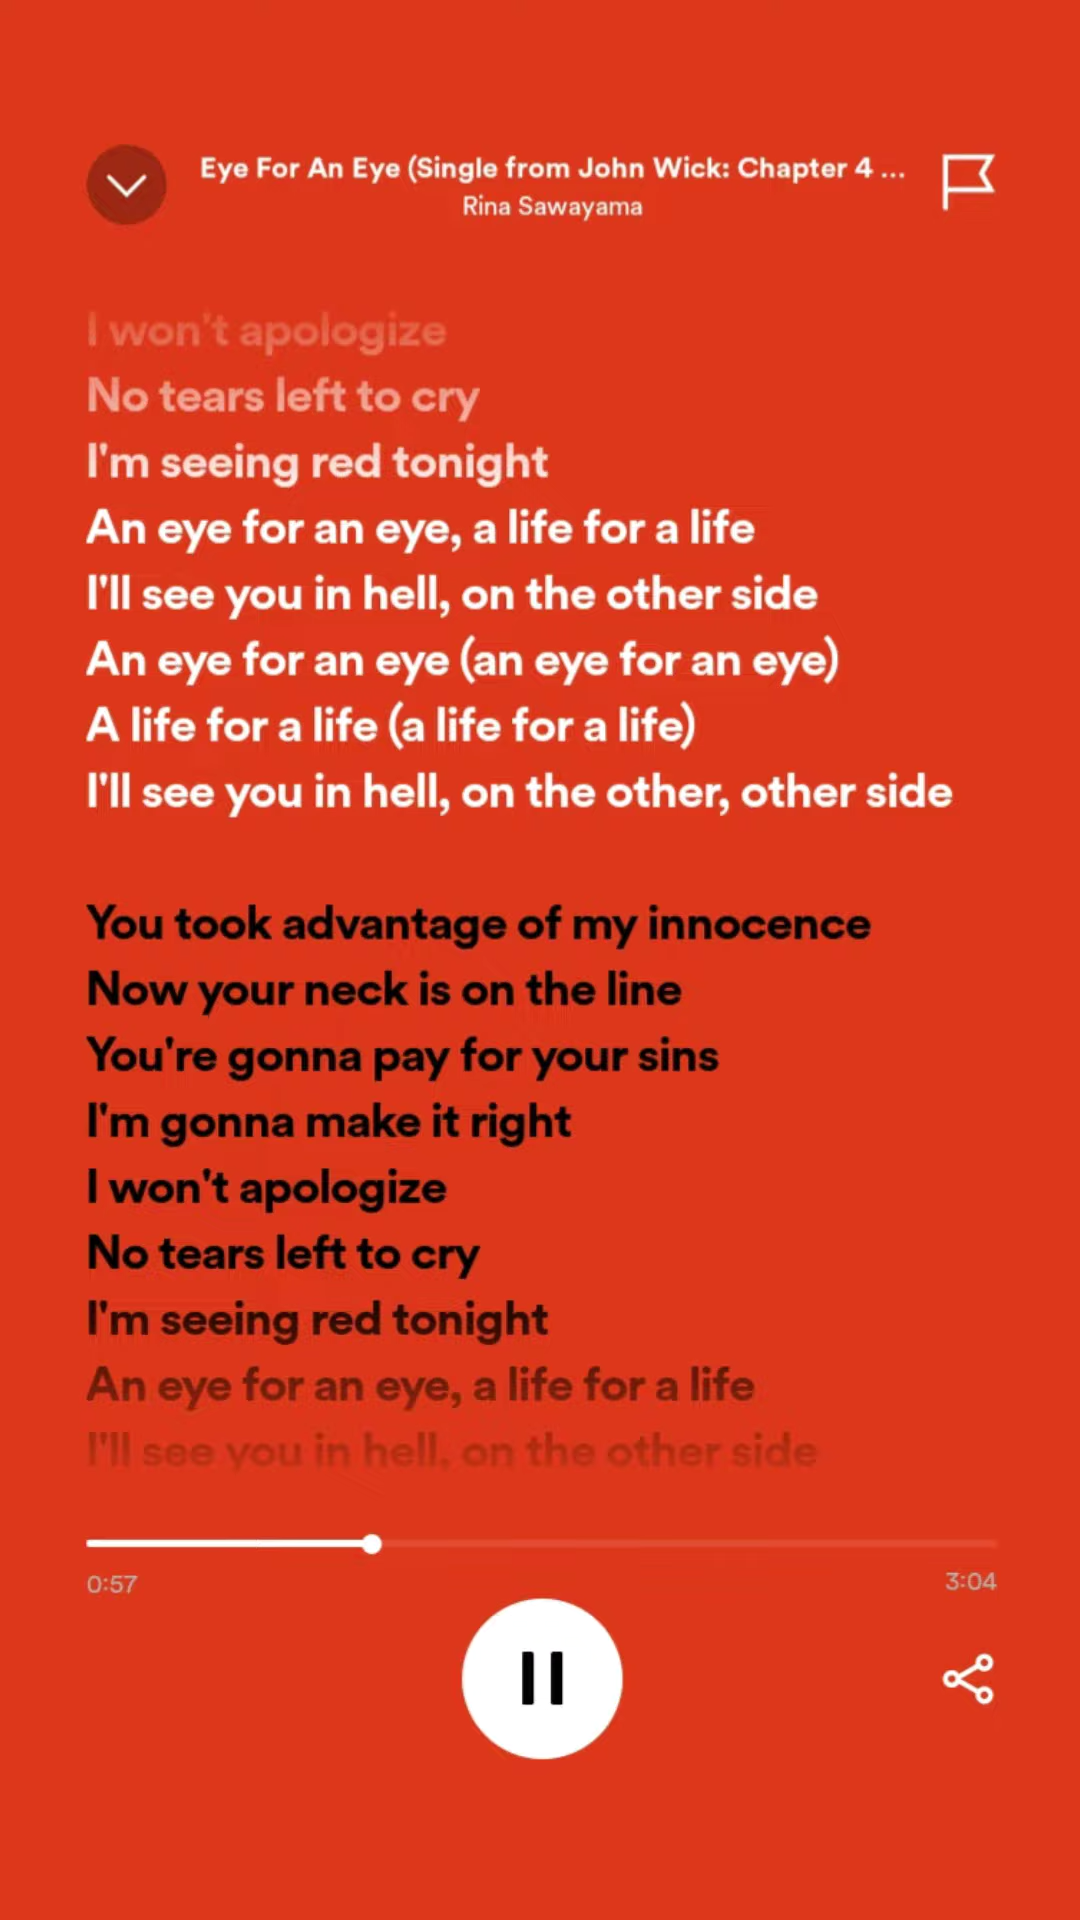 Eye For An Eye (Single from John Wick: Chapter 4 ...
Rina Sawayama
I won't apologize
No tears left to cry
I'm seeing red tonight
An eye for an eye, a life for a life
I'll see you in hell, on the other side
An eye for an eye (an eye for an eye)
A life for a life (a life for a life)
I'll see you in hell, on the other, other side
You took advantage of my innocence
Now your neck is on the line
You're gonna pay for your sins
I'm gonna make it right
I won't apologize
No tears left to cry
I'm seeing red tonight
An eye for an eye, a life for a life
I'll see you in hell, on the other side
0:57
3:04